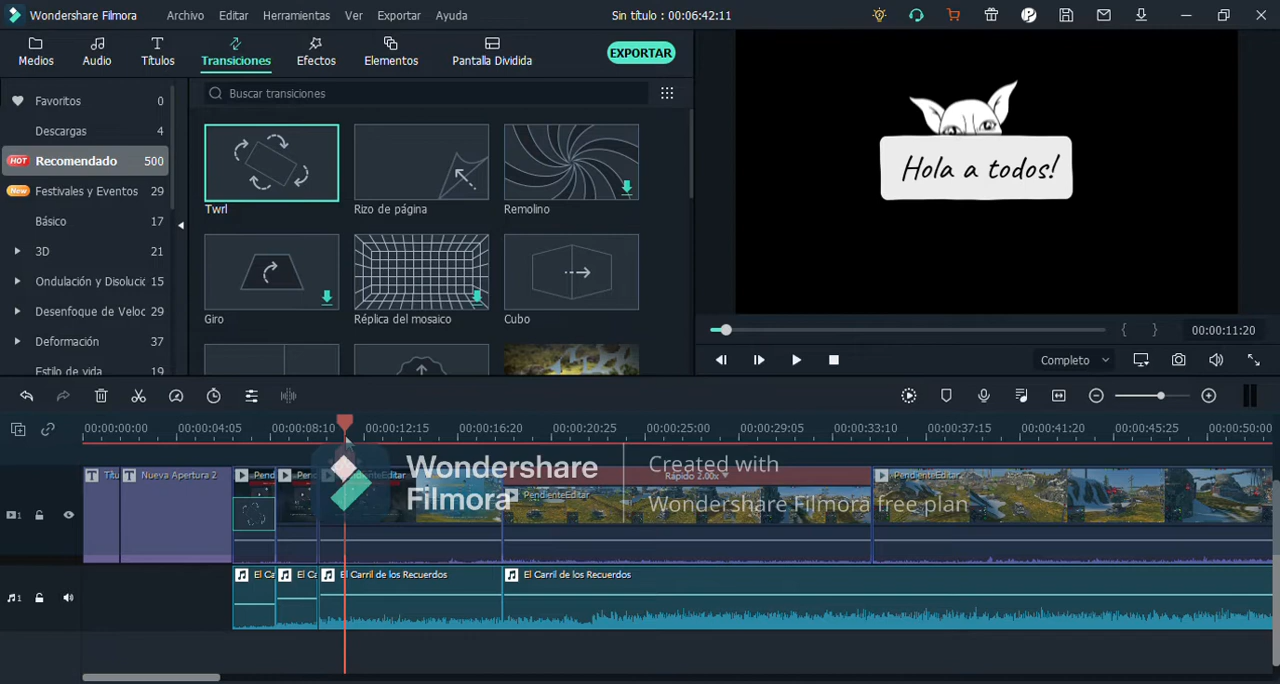 Wondershare Filmora Archivo Editar Herramientas Ver Exportar Ayuda Sin título : 00:06:42:11
Medios Audio Títulos Transiciones Efectos Elementos Pantalla Dividida EXPORTAR
Favoritos 0
Descargas 4
HOT Recomendado 500
New Festivales y Eventos 29
Básico 17
3D 21
Ondulación y Disoluc 15
Desenfoque de Veloc 29
Deformación 37
Estilo de vida 19
Buscar transiciones
Twrl Rizo de página Remolino
Giro Réplica del mosaico Cubo
Hola a todos!
{ } 00:00:11:20
Completo
00:00:00:00 00:00:04:05 00:00:08:10 00:00:12:15 00:00:16:20 00:00:20:25 00:00:25:00 00:00:29:05 00:00:33:10 00:00:37:15 00:00:41:20 00:00:45:25 00:00:50:00
Wondershare
Filmora
Created with
Wondershare Filmora free plan
Títu Nueva Apertura 2 Pend Pend PendienteEditar
Rápido 2.00x
PendienteEditar
PendienteEditar
1
El Ca El Ca El Carril de los Recuerdos El Carril de los Recuerdos
1